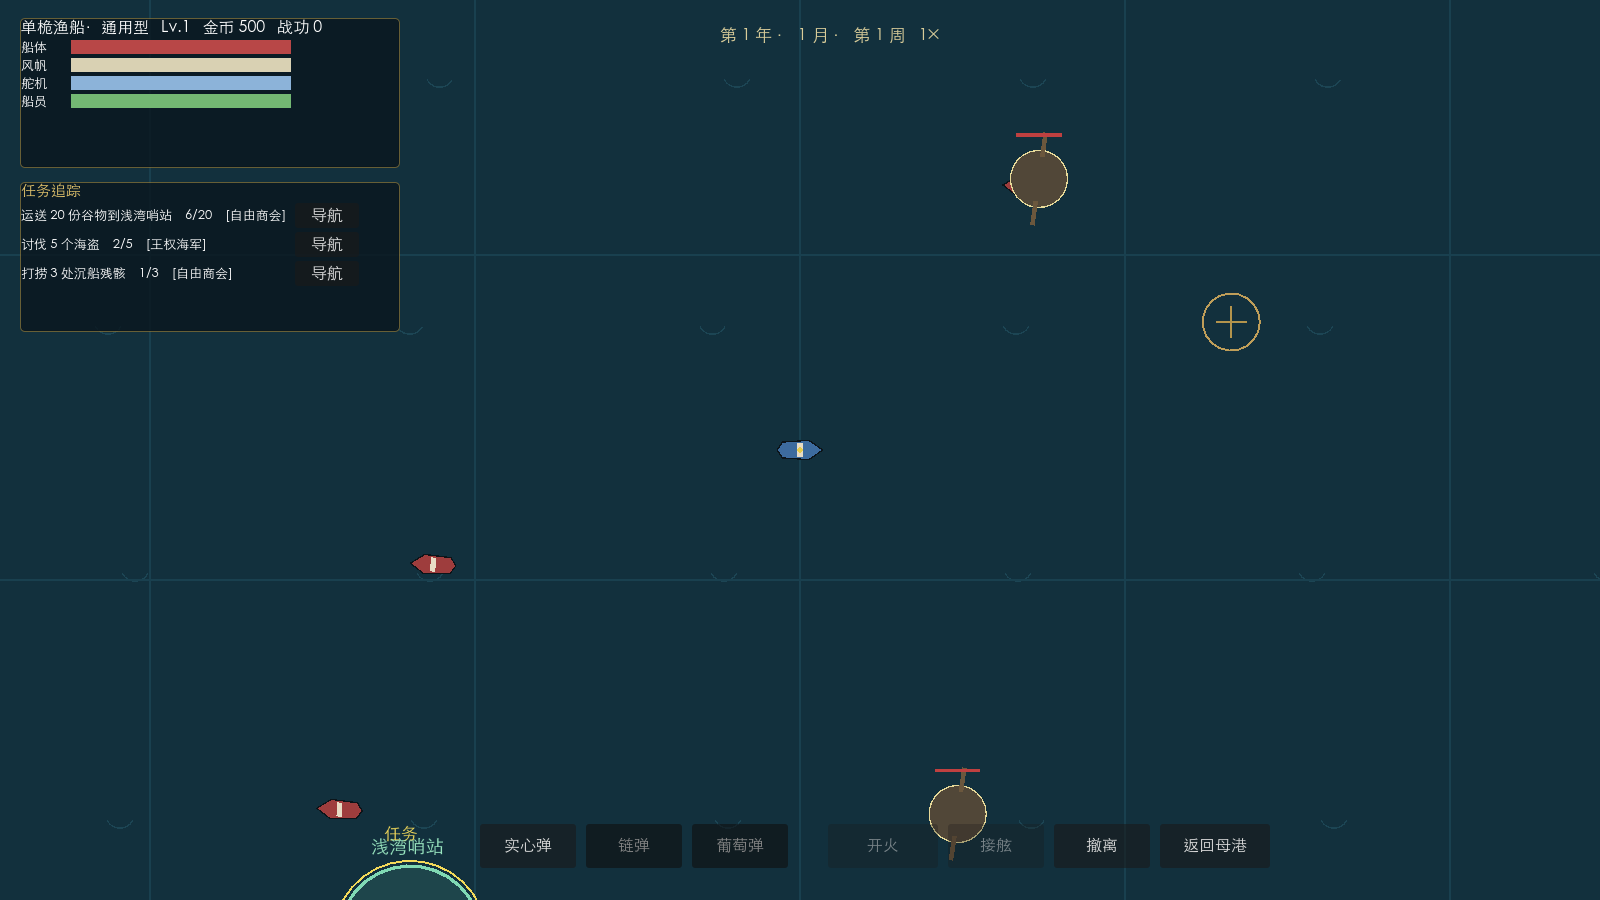 单桅渔船· 通用型 Lv.1 金币 500 战功 0
船体
风帆
舵机
船员
第 1 年· 1 月· 第 1 周 1×
任务追踪
运送 20 份谷物到浅湾哨站 6/20 [自由商会] 导航
讨伐 5 个海盗 2/5 [王权海军] 导航
打捞 3 处沉船残骸 1/3 [自由商会] 导航
任务
浅湾哨站
实心弹 链弹 葡萄弹 开火 接舷 撤离 返回母港